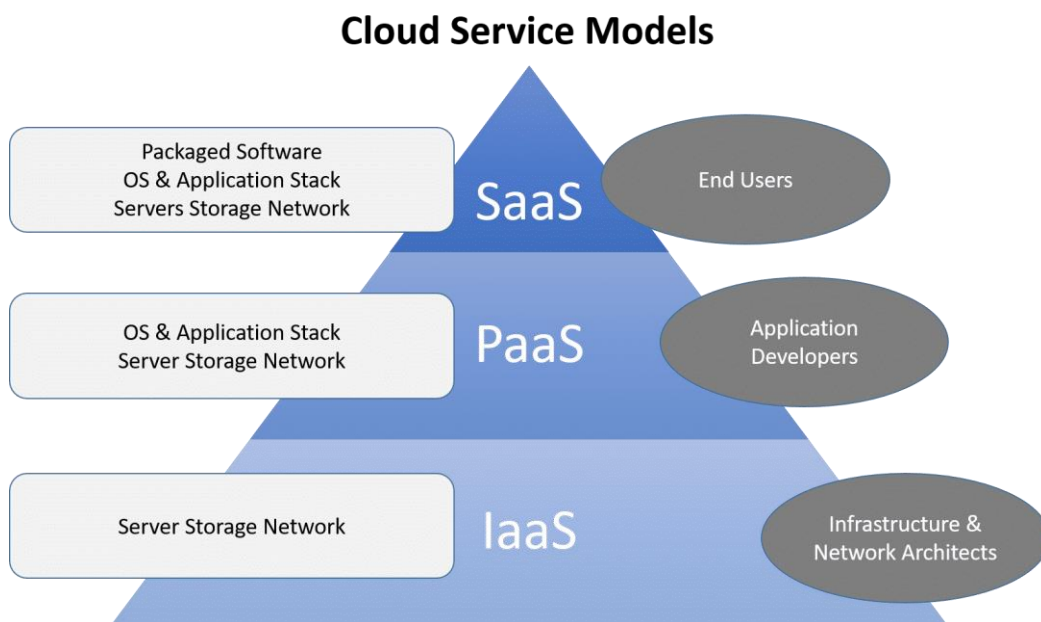 Cloud Service Models
Packaged Software
OS & Application Stack
Servers Storage Network
SaaS
End Users
OS & Application Stack
Server Storage Network
PaaS
Application
Developers
Server Storage Network
IaaS
Infrastructure &
Network Architects